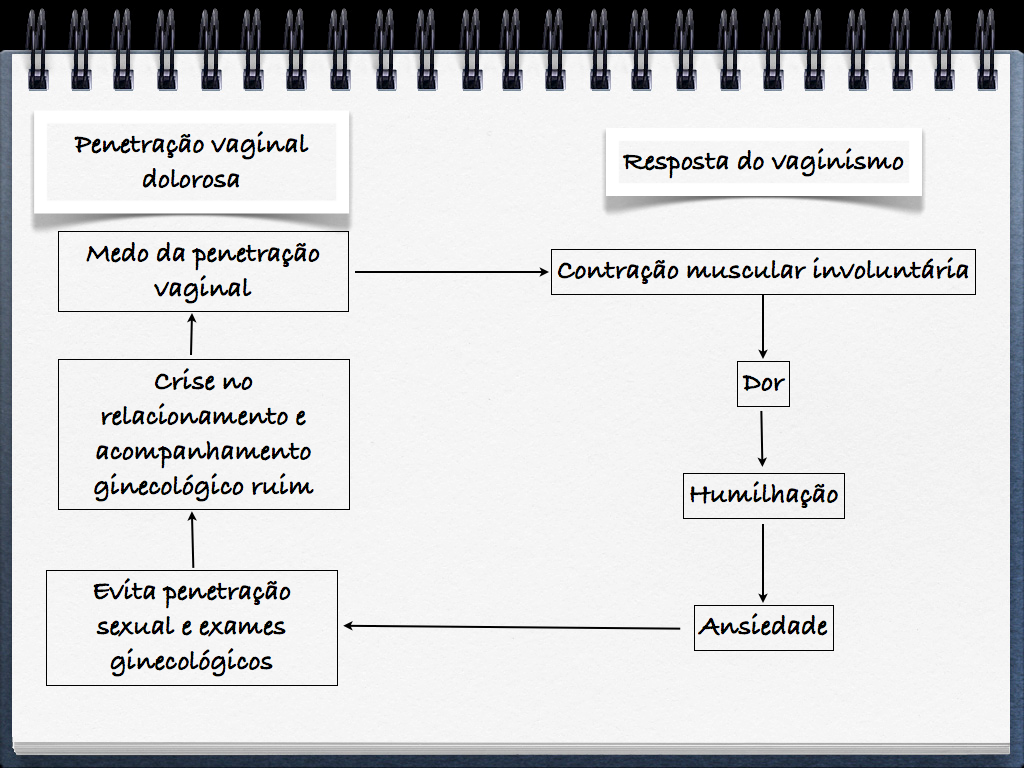 Penetração vaginal
dolorosa
Resposta do vaginismo
Medo da penetração
vaginal
Contração muscular involuntária
Crise no
relacionamento e
acompanhamento
ginecológico ruim
Dor
Humilhação
Evita penetração
sexual e exames
ginecológicos
Ansiedade